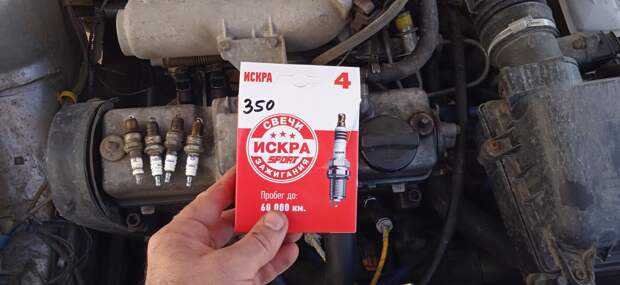 ИСКРА 4
350
СВЕЧИ
ИСКРА
SPORT
ЗАЖИГАНИЯ
Пробег до:
60 000 км.